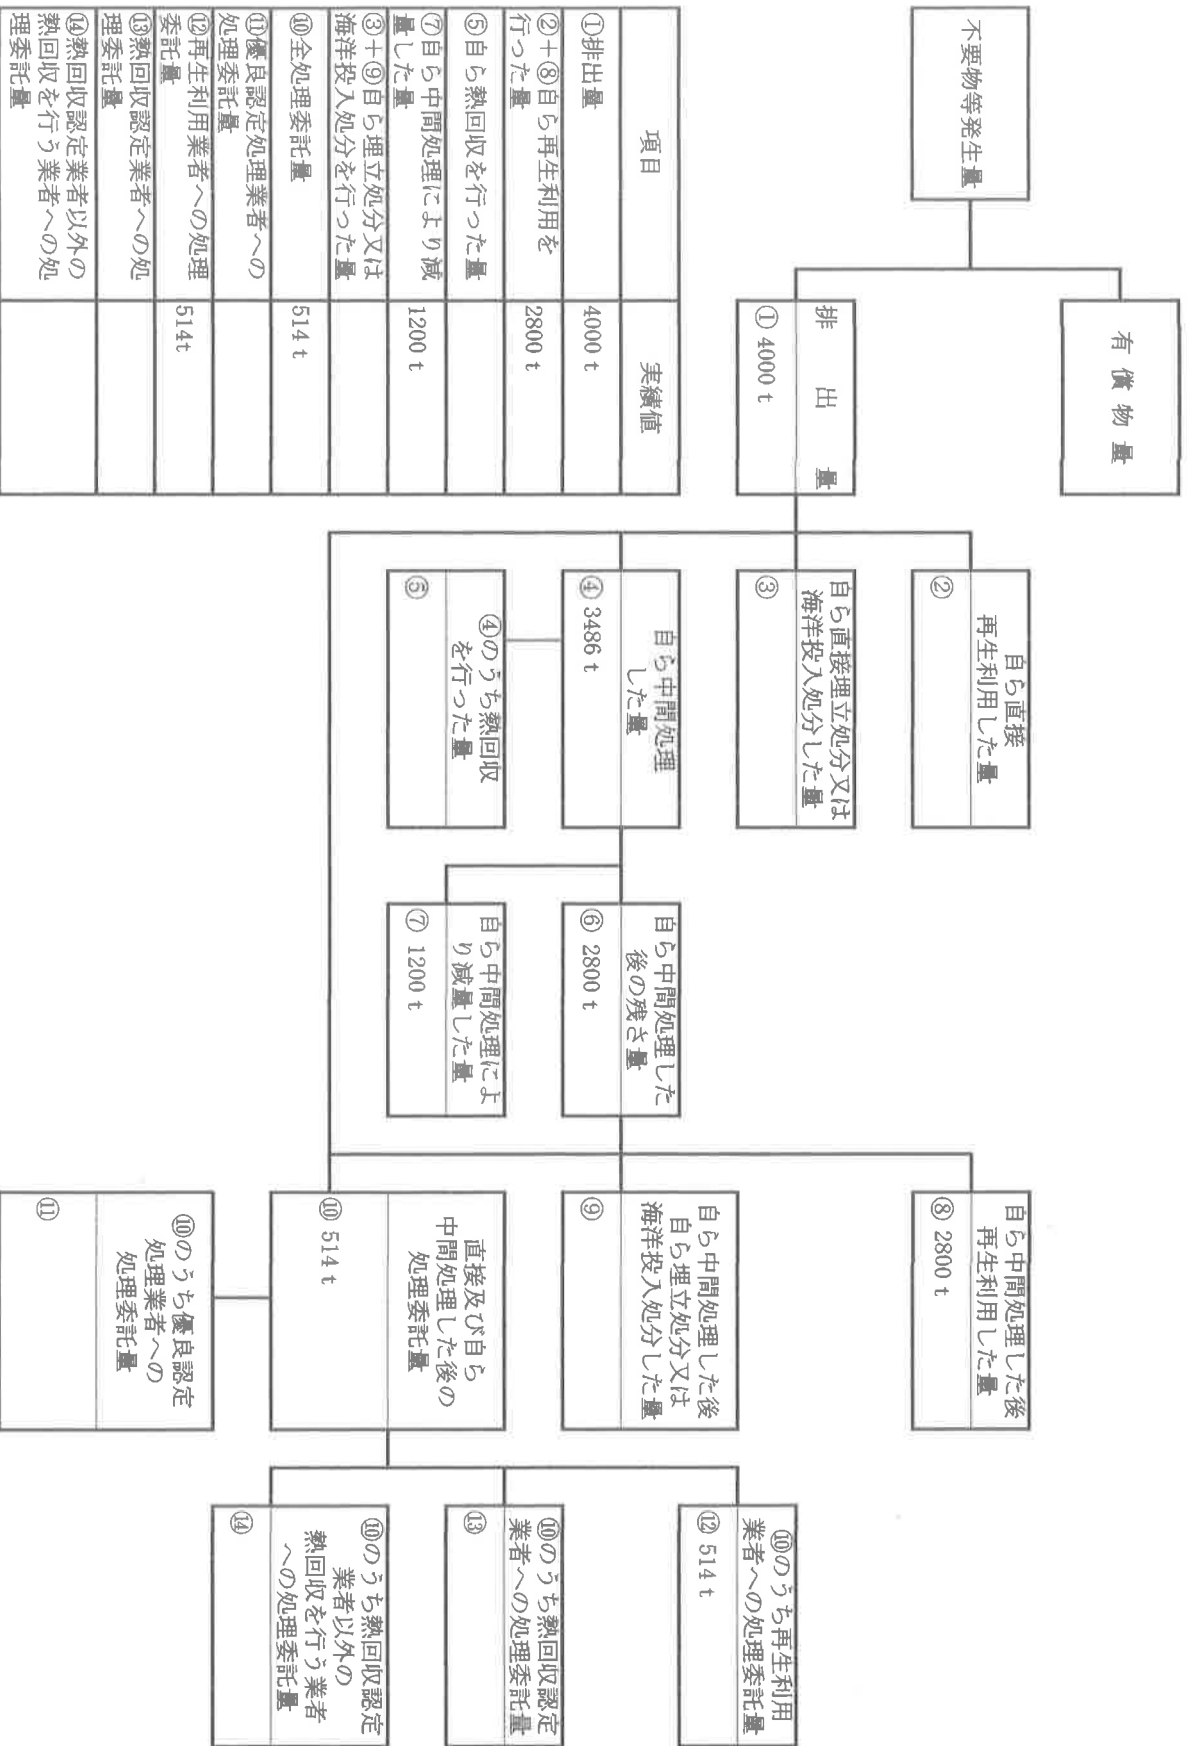 不要物等発生量
有 償 物 量
排 出 量
① 4000 t
自ら直接
再生利用した量
②
自ら直接埋立処分又は
海洋投入処分した量
③
自ら中間処理
した量
④ 3486 t
④のうち熱回収
を行った量
⑤
自ら中間処理した
後の残さ量
⑥ 2800 t
自ら中間処理によ
り減量した量
⑦ 1200 t
自ら中間処理した後
再生利用した量
⑧ 2800 t
自ら中間処理した後
自ら埋立処分又は
海洋投入処分した量
⑨
直接及び自ら
中間処理した後の
処理委託量
⑩ 514 t
⑩のうち優良認定
処理業者への
処理委託量
⑪
⑩のうち再生利用
業者への処理委託量
⑫ 514 t
⑩のうち熱回収認定
業者への処理委託量
⑬
⑩のうち熱回収認定
業者以外の
熱回収を行う業者
への処理委託量
⑭
項目 実績値
①排出量 4000 t
②＋⑧自ら再生利用を
行った量 2800 t
⑤自ら熱回収を行った量
⑦自ら中間処理により減
量した量 1200 t
③＋⑨自ら埋立処分又は
海洋投入処分を行った量
⑩全処理委託量 514 t
⑪優良認定処理業者への
処理委託量
⑫再生利用業者への処理
委託量 514t
⑬熱回収認定業者への処
理委託量
⑭熱回収認定業者以外の
熱回収を行う業者への処
理委託量